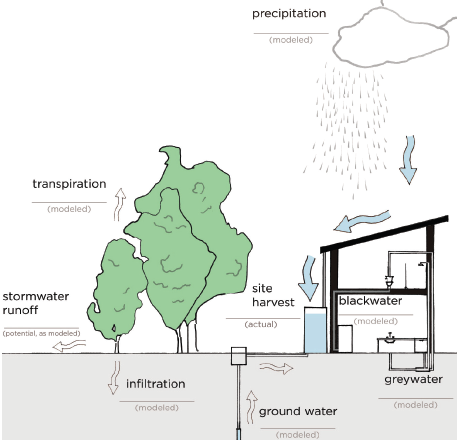 precipitation
(modeled)
transpiration
(modeled)
stormwater
runoff
(potential, as modeled)
site
harvest
(actual)
blackwater
(modeled)
infiltration
(modeled)
greywater
(modeled)
ground water
(modeled)